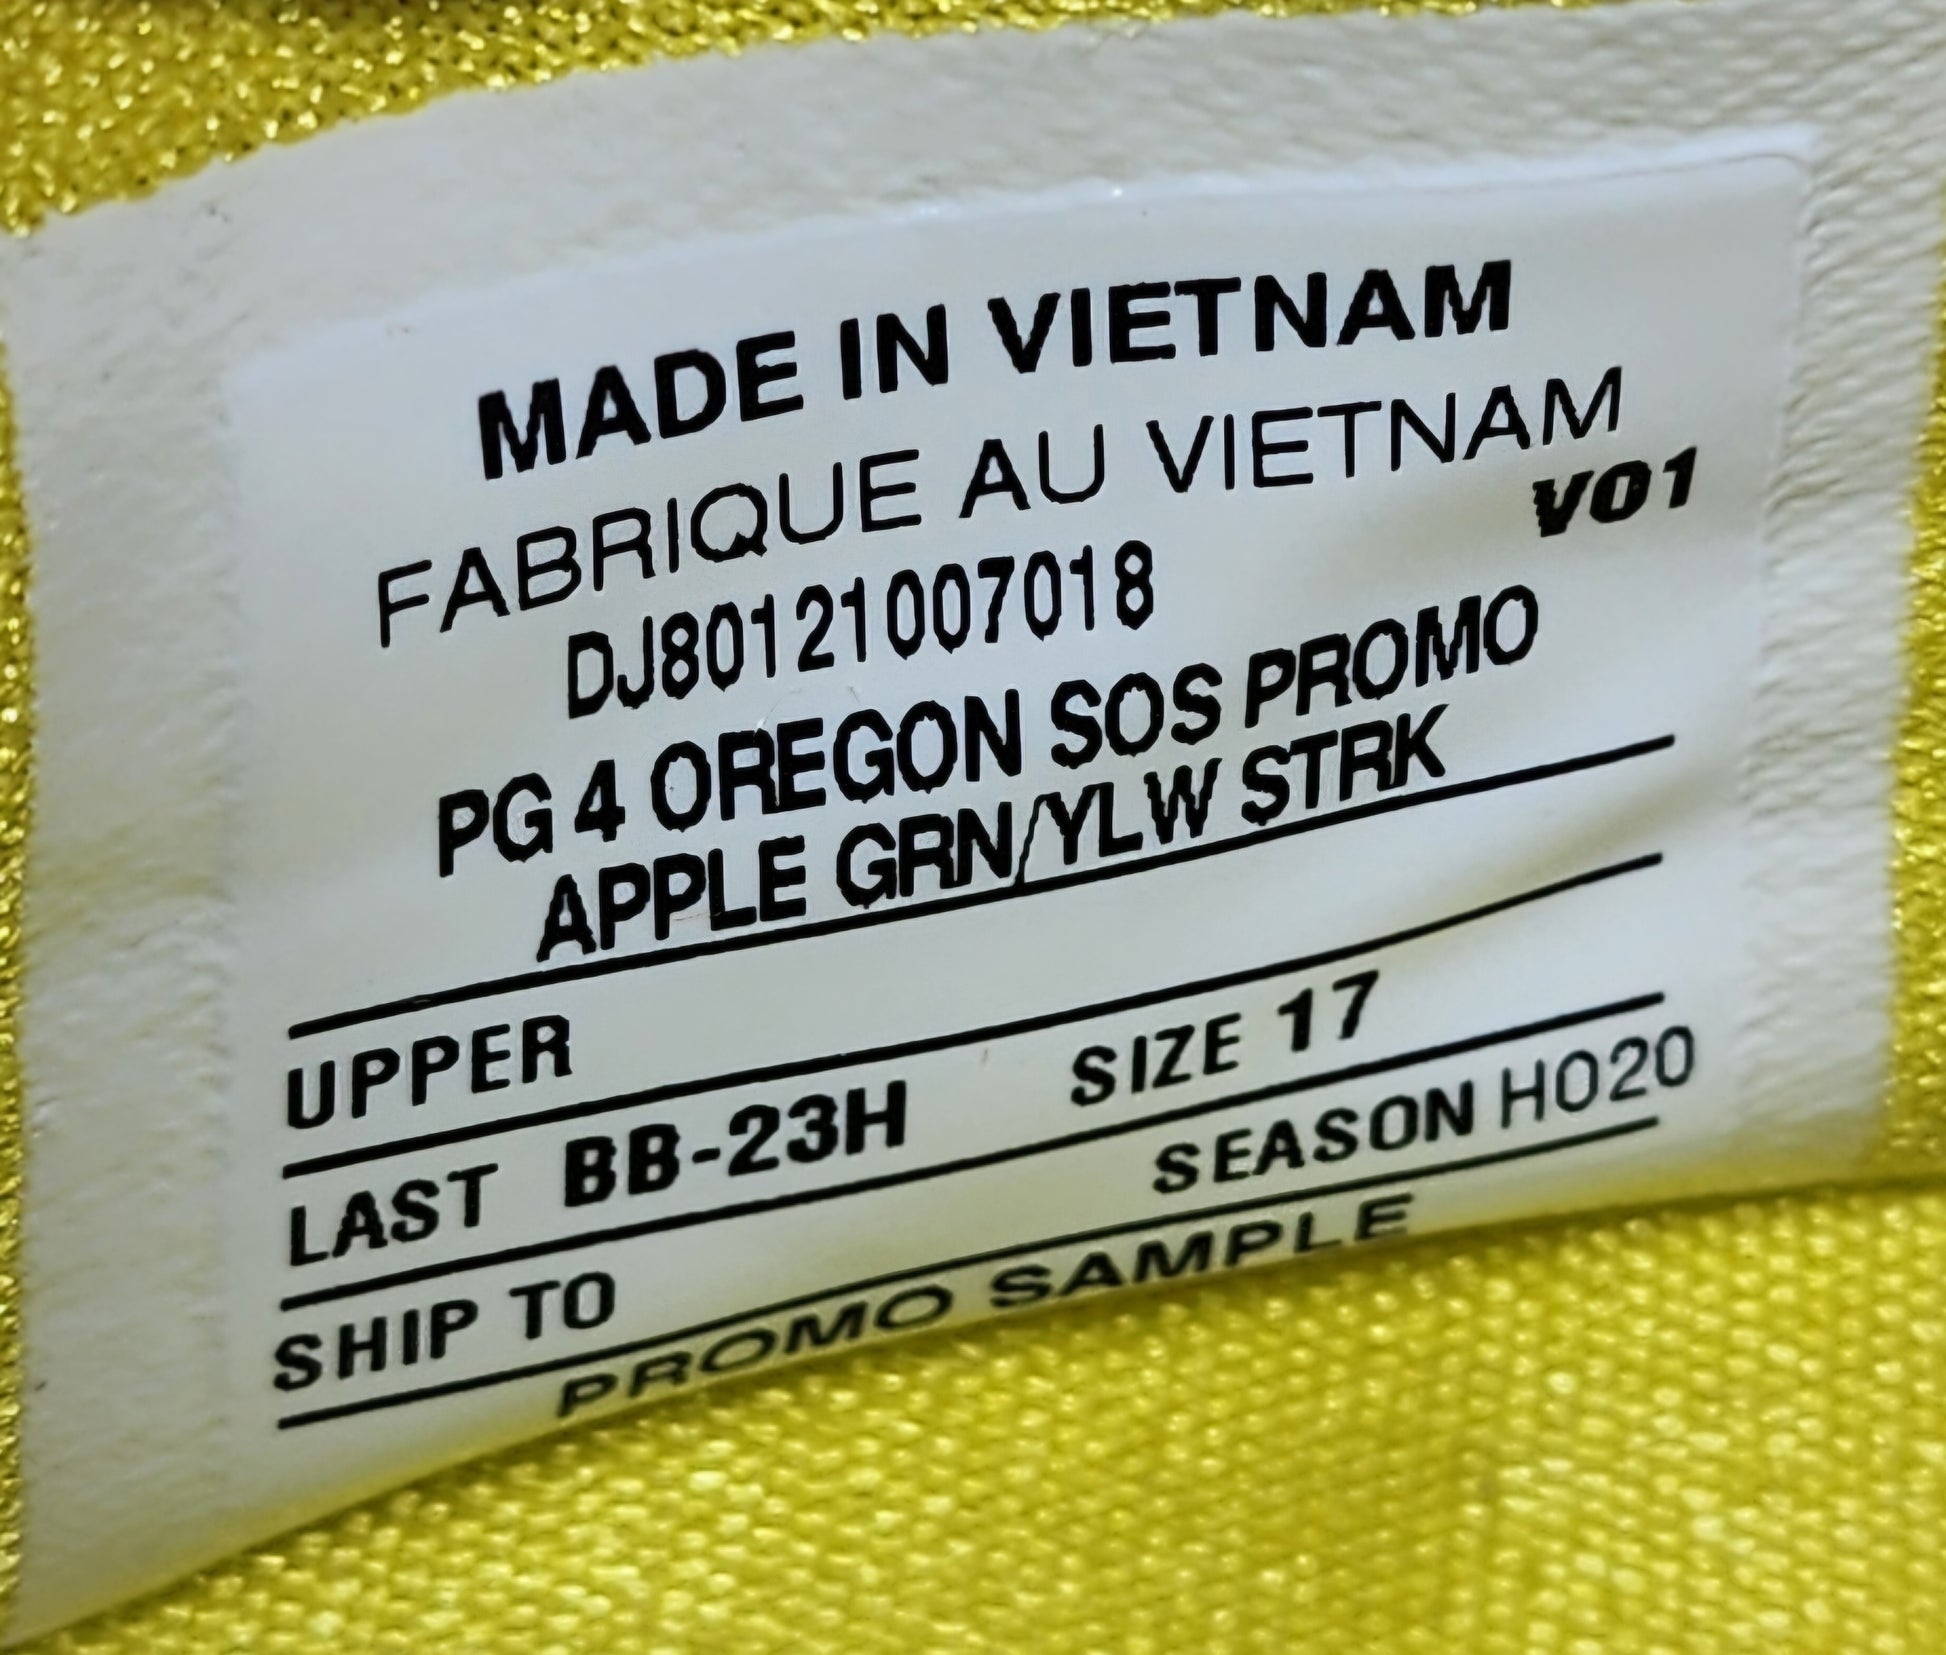 MADE IN VIETNAM
FABRIQUE AU VIETNAM
V01
DJ80121007018
PG 4 OREGON SOS PROMO
APPLE GRN/YLW STRK
UPPER
LAST BB-23H SIZE 17
SHIP TO SEASON HO20
PROMO SAMPLE